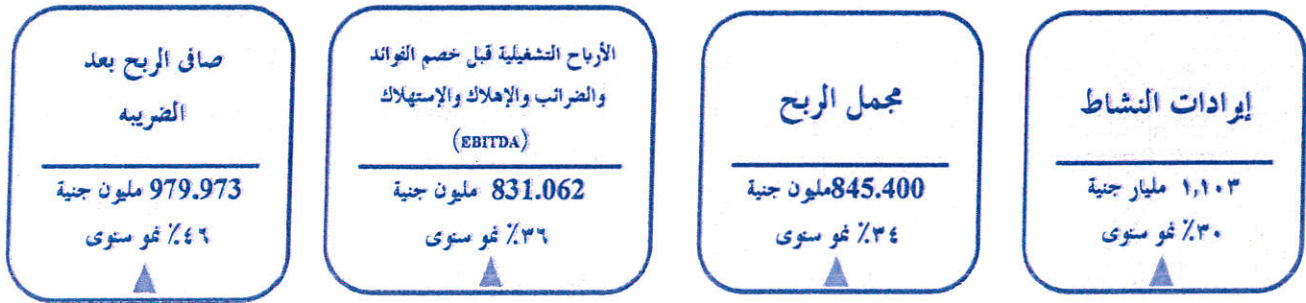 إيرادات النشاط
١,١٠٣ مليار جنية
٣٠٪ نمو سنوى
مجمل الربح
845.400مليون جنية
٣٤٪ نمو سنوى
الأرباح التشغيلية قبل خصم الفوائد
والضرائب والإهلاك والإستهلاك
(EBITDA)
831.062 مليون جنية
٣٦٪ نمو سنوى
صافى الربح بعد
الضريبه
979.973 مليون جنية
٤٦٪ نمو سنوى